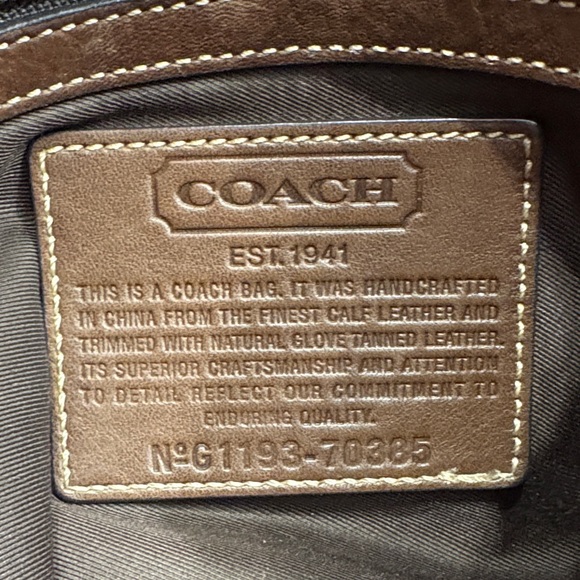 COACH
EST. 1941
THIS IS A COACH BAG. IT WAS HANDCRAFTED
IN CHINA FROM THE FINEST CALF LEATHER AND
TRIMMED WITH NATURAL GLOVE TANNED LEATHER.
ITS SUPERIOR CRAFTSMANSHIP AND ATTENTION
TO DETAIL REFLECT OUR COMMITMENT TO
ENDURING QUALITY.
NºG1193-70385